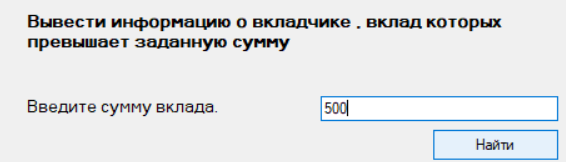 Вывести информацию о вкладчике , вклад которых
превышает заданную сумму
Введите сумму вклада.
500
Найти